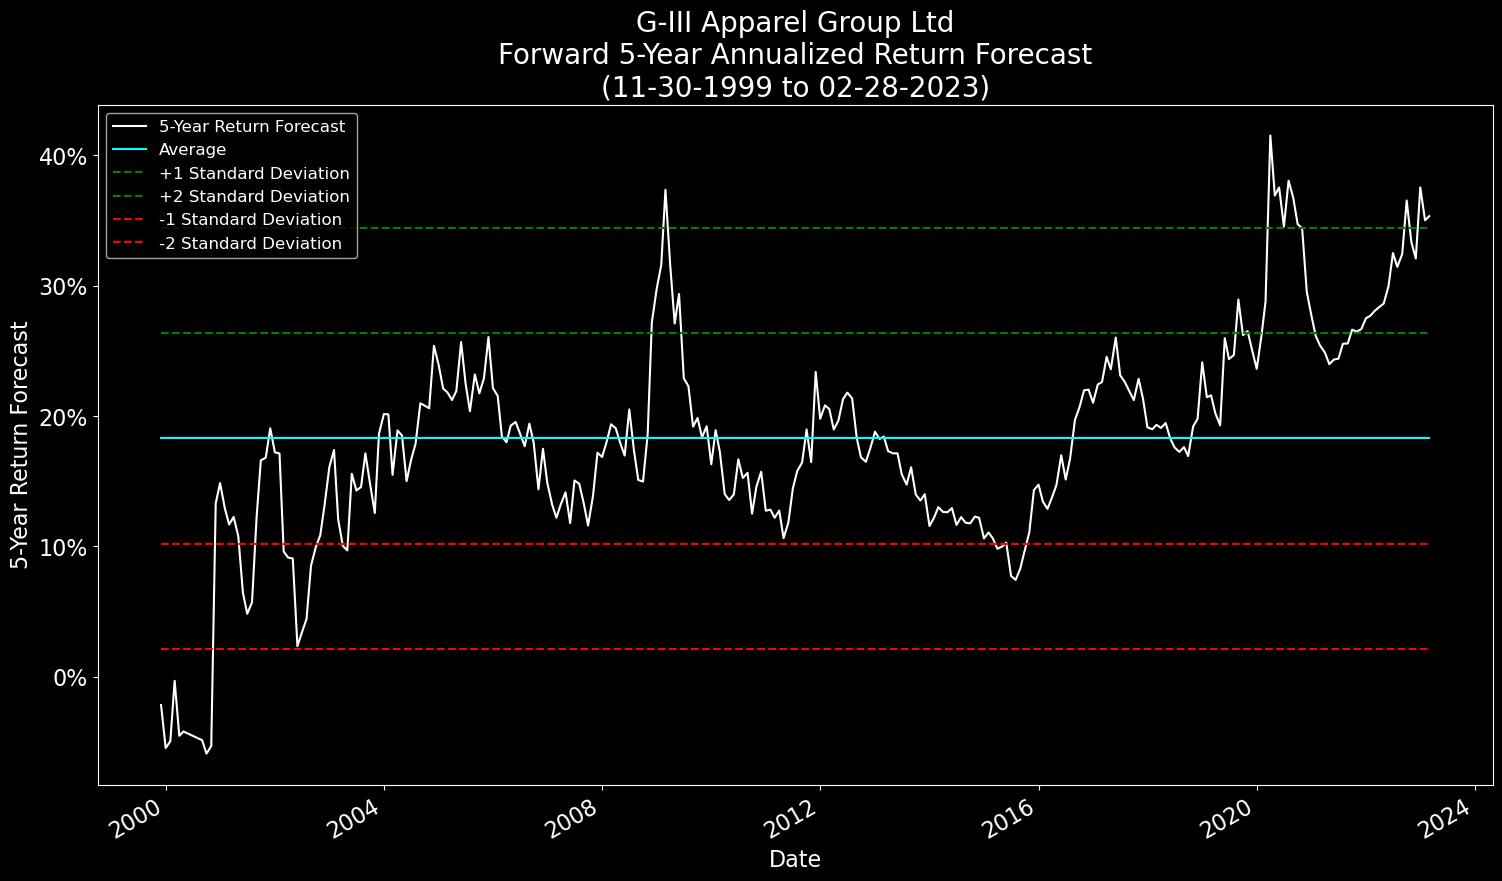 G-III Apparel Group Ltd
Forward 5-Year Annualized Return Forecast
(11-30-1999 to 02-28-2023)
5-Year Return Forecast
Average
+1 Standard Deviation
+2 Standard Deviation
-1 Standard Deviation
-2 Standard Deviation
40%
30%
20%
10%
0%
5-Year Return Forecast
2000
2004
2008
2012
2016
2020
2024
Date